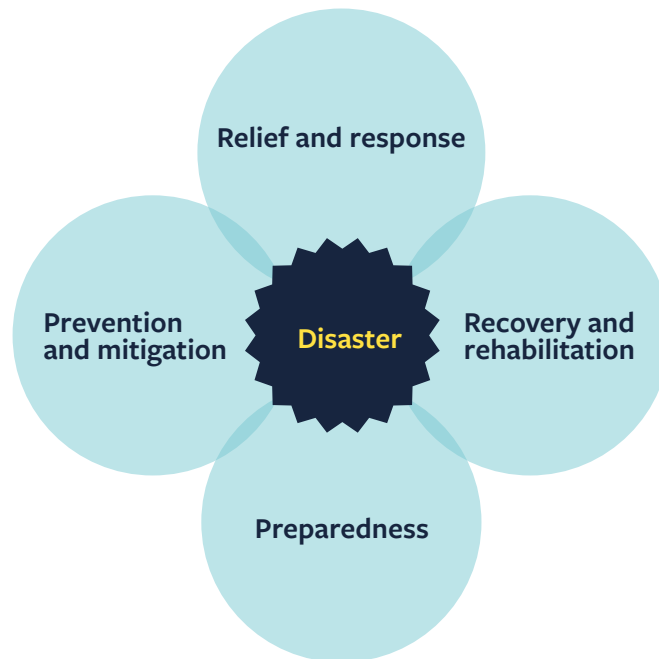 Relief and response
Prevention
and mitigation
Disaster
Recovery and
rehabilitation
Preparedness